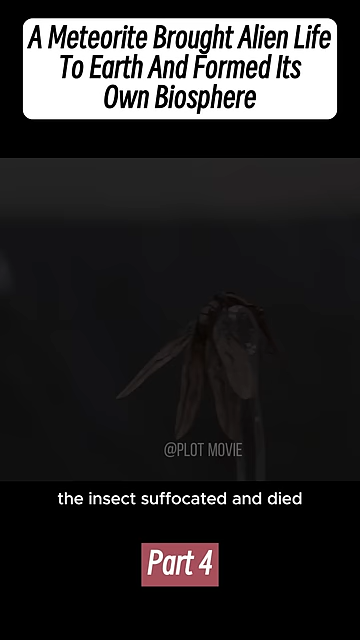 A Meteorite Brought Alien Life
To Earth And Formed Its
Own Biosphere
@PLOT MOVIE
the insect suffocated and died
Part 4